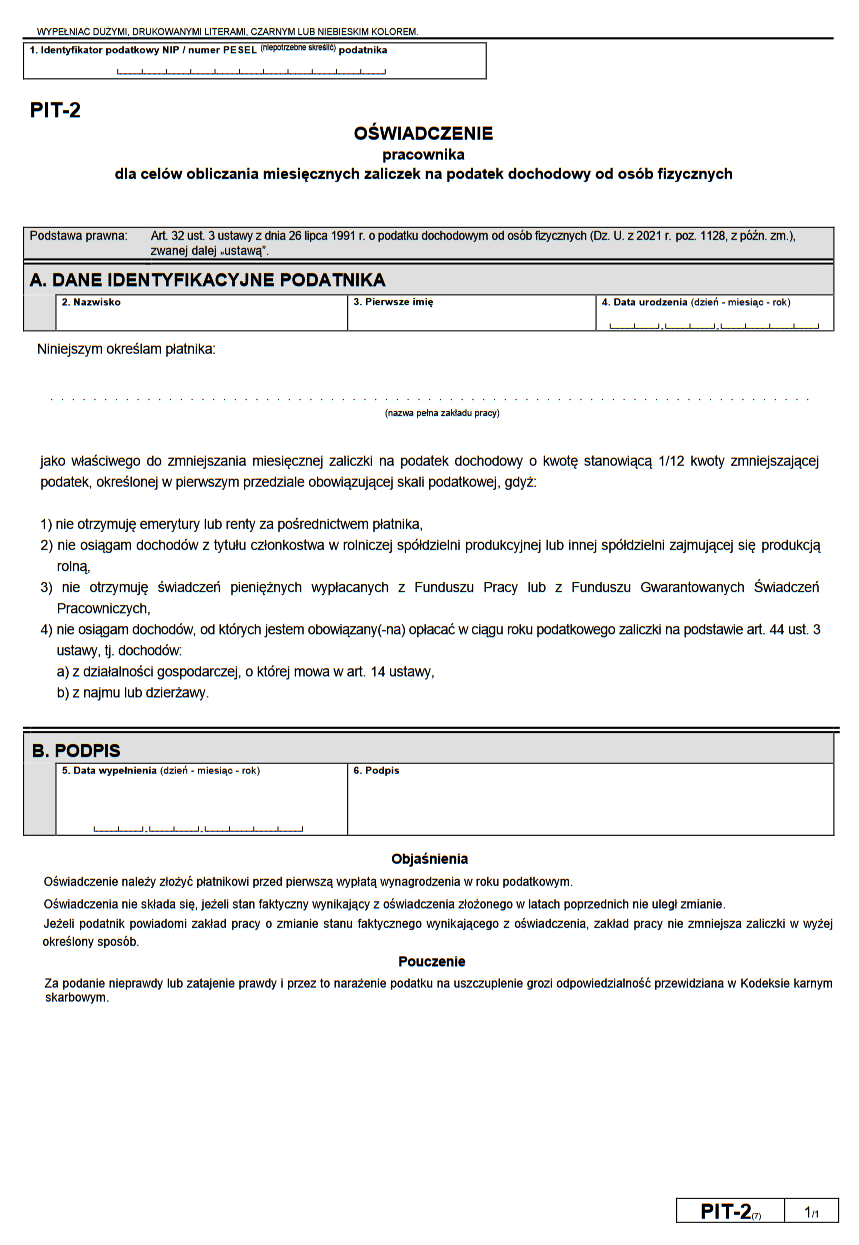 WYPEŁNIAĆ DUŻYMI, DRUKOWANYMI LITERAMI, CZARNYM LUB NIEBIESKIM KOLOREM.
1. Identyfikator podatkowy NIP / numer PESEL (niepotrzebne skreślić) podatnika
PIT-2
OŚWIADCZENIE
pracownika
dla celów obliczania miesięcznych zaliczek na podatek dochodowy od osób fizycznych
Podstawa prawna: Art. 32 ust. 3 ustawy z dnia 26 lipca 1991 r. o podatku dochodowym od osób fizycznych (Dz. U. z 2021 r. poz. 1128, z późn. zm.),
zwanej dalej „ustawą”.
A. DANE IDENTYFIKACYJNE PODATNIKA
2. Nazwisko 3. Pierwsze imię 4. Data urodzenia (dzień - miesiąc - rok)
Niniejszym określam płatnika:
(nazwa pełna zakładu pracy)
jako właściwego do zmniejszania miesięcznej zaliczki na podatek dochodowy o kwotę stanowiącą 1/12 kwoty zmniejszającej
podatek, określonej w pierwszym przedziale obowiązującej skali podatkowej, gdyż:
1) nie otrzymuję emerytury lub renty za pośrednictwem płatnika,
2) nie osiągam dochodów z tytułu członkostwa w rolniczej spółdzielni produkcyjnej lub innej spółdzielni zajmującej się produkcją
rolną,
3) nie otrzymuję świadczeń pieniężnych wypłacanych z Funduszu Pracy lub z Funduszu Gwarantowanych Świadczeń
Pracowniczych,
4) nie osiągam dochodów, od których jestem obowiązany(-na) opłacać w ciągu roku podatkowego zaliczki na podstawie art. 44 ust. 3
ustawy, tj. dochodów:
a) z działalności gospodarczej, o której mowa w art. 14 ustawy,
b) z najmu lub dzierżawy.
B. PODPIS
5. Data wypełnienia (dzień - miesiąc - rok) 6. Podpis
Objaśnienia
Oświadczenie należy złożyć płatnikowi przed pierwszą wypłatą wynagrodzenia w roku podatkowym.
Oświadczenia nie składa się, jeżeli stan faktyczny wynikający z oświadczenia złożonego w latach poprzednich nie uległ zmianie.
Jeżeli podatnik powiadomi zakład pracy o zmianie stanu faktycznego wynikającego z oświadczenia, zakład pracy nie zmniejsza zaliczki w wyżej
określony sposób.
Pouczenie
Za podanie nieprawdy lub zatajenie prawdy i przez to narażenie podatku na uszczuplenie grozi odpowiedzialność przewidziana w Kodeksie karnym
skarbowym.
PIT-2(7) 1/1